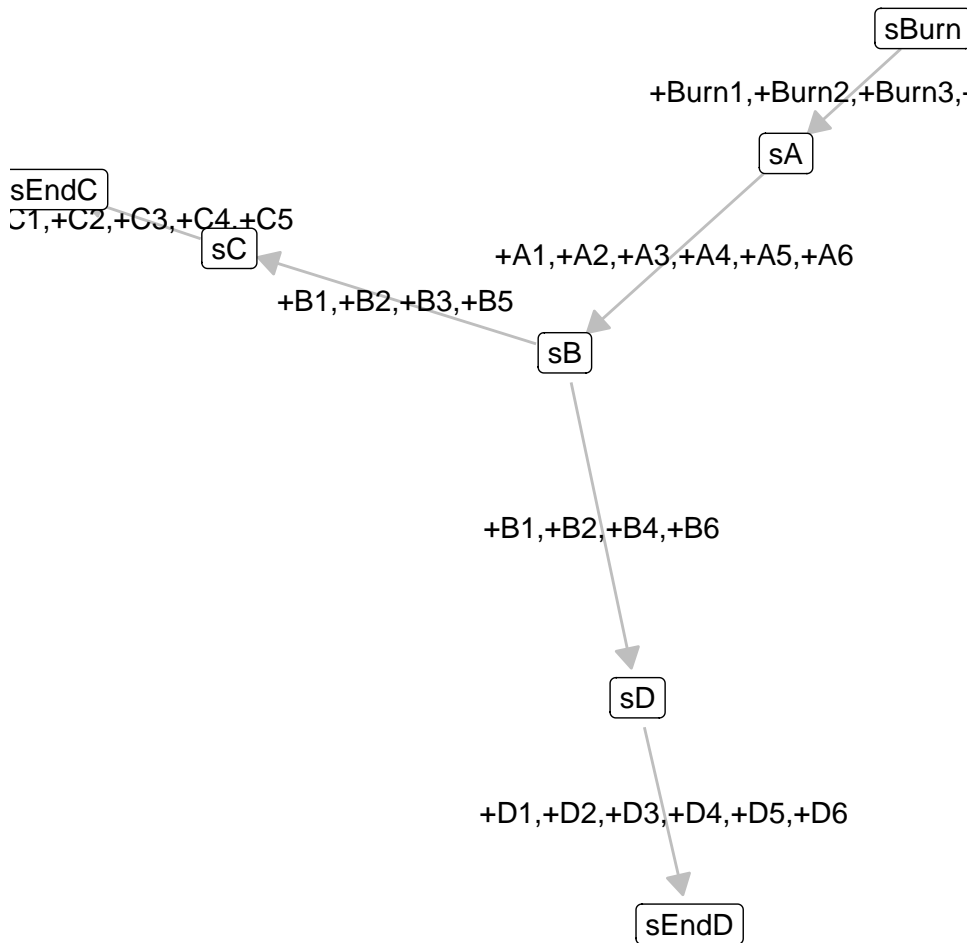 sBurn
+Burn1,+Burn2,+Burn3,+
sA
sEndC
C1,+C2,+C3,+C4,+C5
sC
+A1,+A2,+A3,+A4,+A5,+A6
+B1,+B2,+B3,+B5
sB
+B1,+B2,+B4,+B6
sD
+D1,+D2,+D3,+D4,+D5,+D6
sEndD